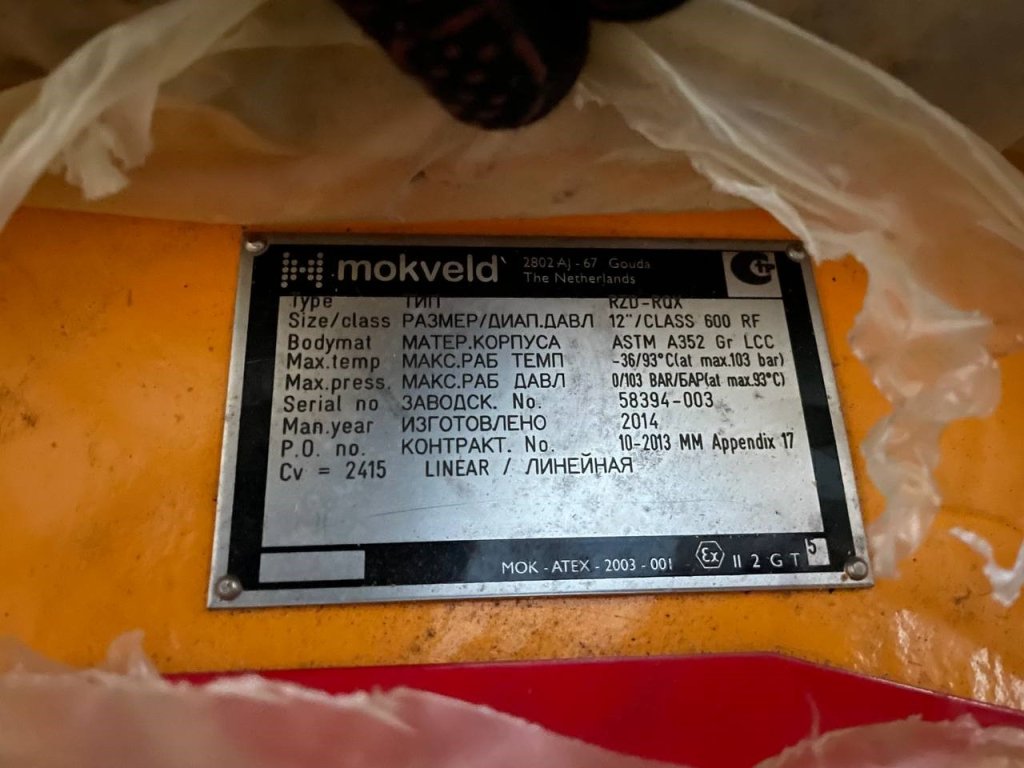 mokveld
2802 AJ - 67 Gouda
The Netherlands
Type ТИП RZD-RQX
Size/class РАЗМЕР/ДИАП.ДАВЛ 12"/CLASS 600 RF
Bodymat МАТЕР.КОРПУСА ASTM A352 Gr LCC
Max.temp МАКС.РАБ ТЕМП -36/93°C(at max.103 bar)
Max.press. МАКС.РАБ ДАВЛ 0/103 BAR/БАР(at max.93°C)
Serial no ЗАВОДСК. No. 58394-003
Man.year ИЗГОТОВЛЕНО 2014
P.O. no. КОНТРАКТ. No. 10-2013 MM Appendix 17
Cv = 2415 LINEAR / ЛИНЕЙНАЯ
MOK - ATEX - 2003 - 001 Ex II 2 G T 5